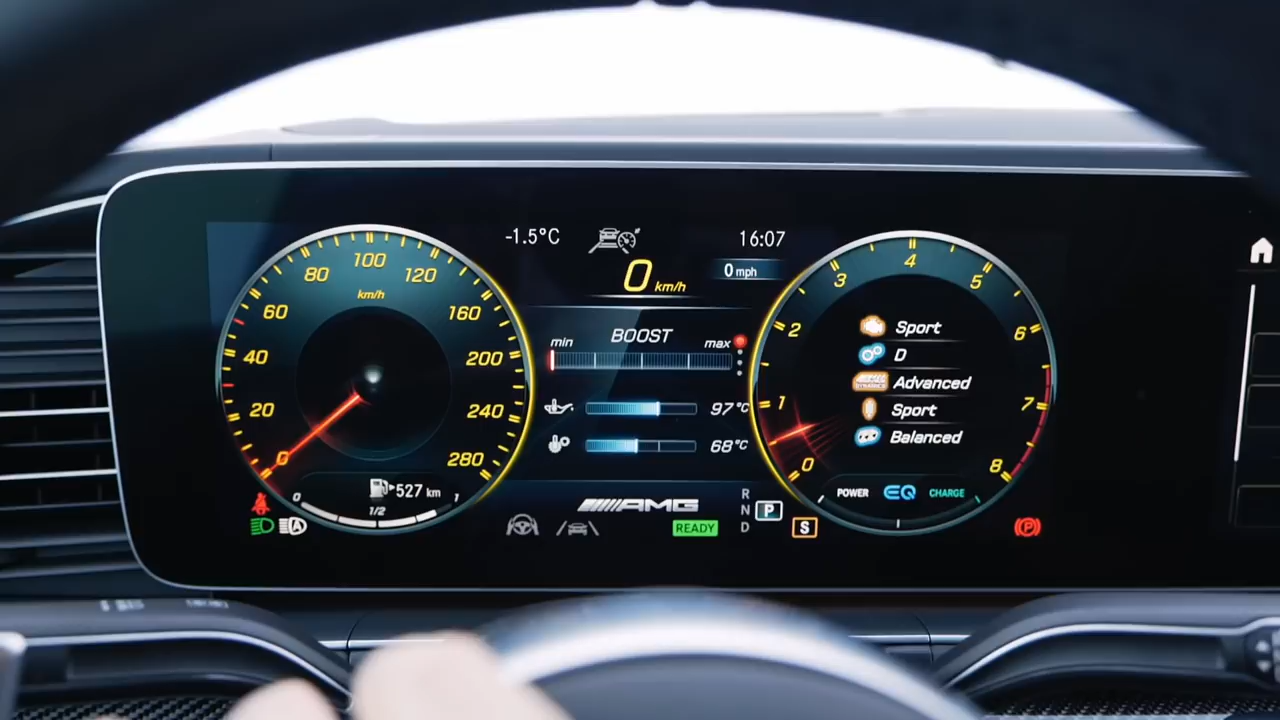 -1.5°C
16:07
0 km/h
0 mph
20
40
60
80
100
120
160
200
240
280
0
km/h
BOOST
min
max
97°C
68°C
527 km
0
1/2
1
AMG
READY
R
N
P
D
S
0
1
2
3
4
5
6
7
8
Sport
D
Advanced
Sport
Balanced
POWER
EQ
CHARGE
P
A